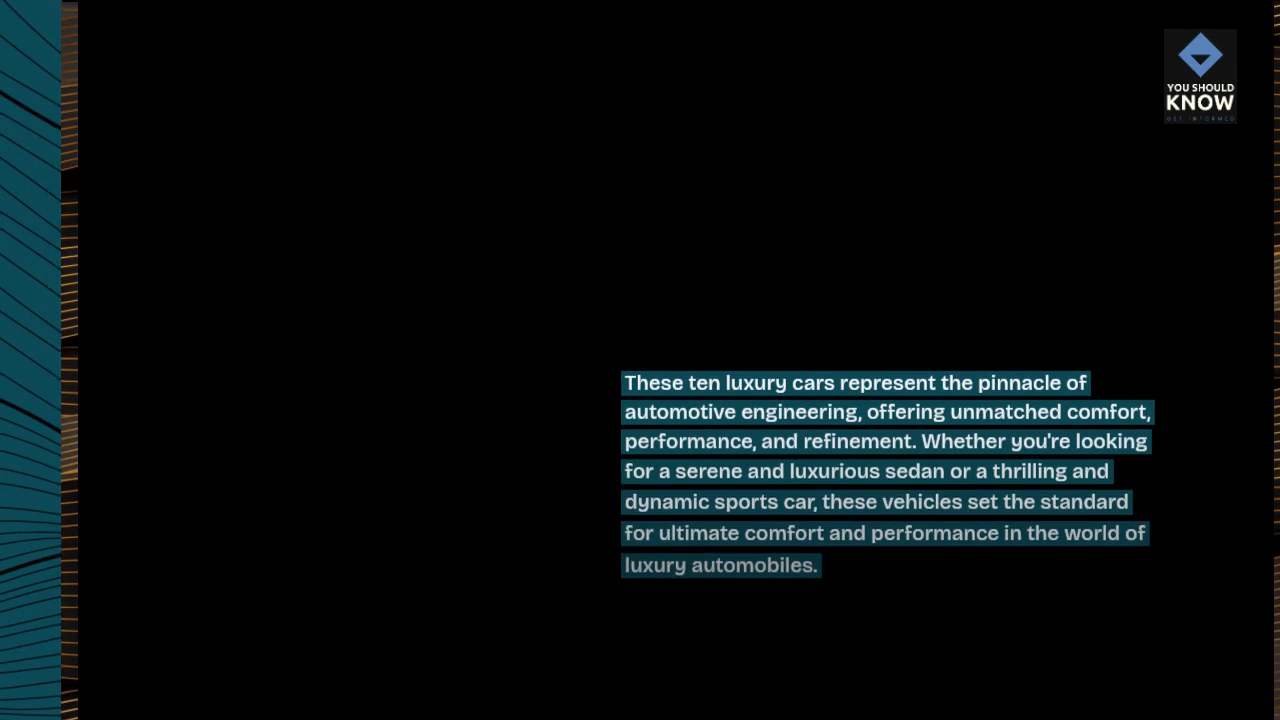 YOU SHOULD
KNOW
GET INFORMED
These ten luxury cars represent the pinnacle of
automotive engineering, offering unmatched comfort,
performance, and refinement. Whether you're looking
for a serene and luxurious sedan or a thrilling and
dynamic sports car, these vehicles set the standard
for ultimate comfort and performance in the world of
luxury automobiles.